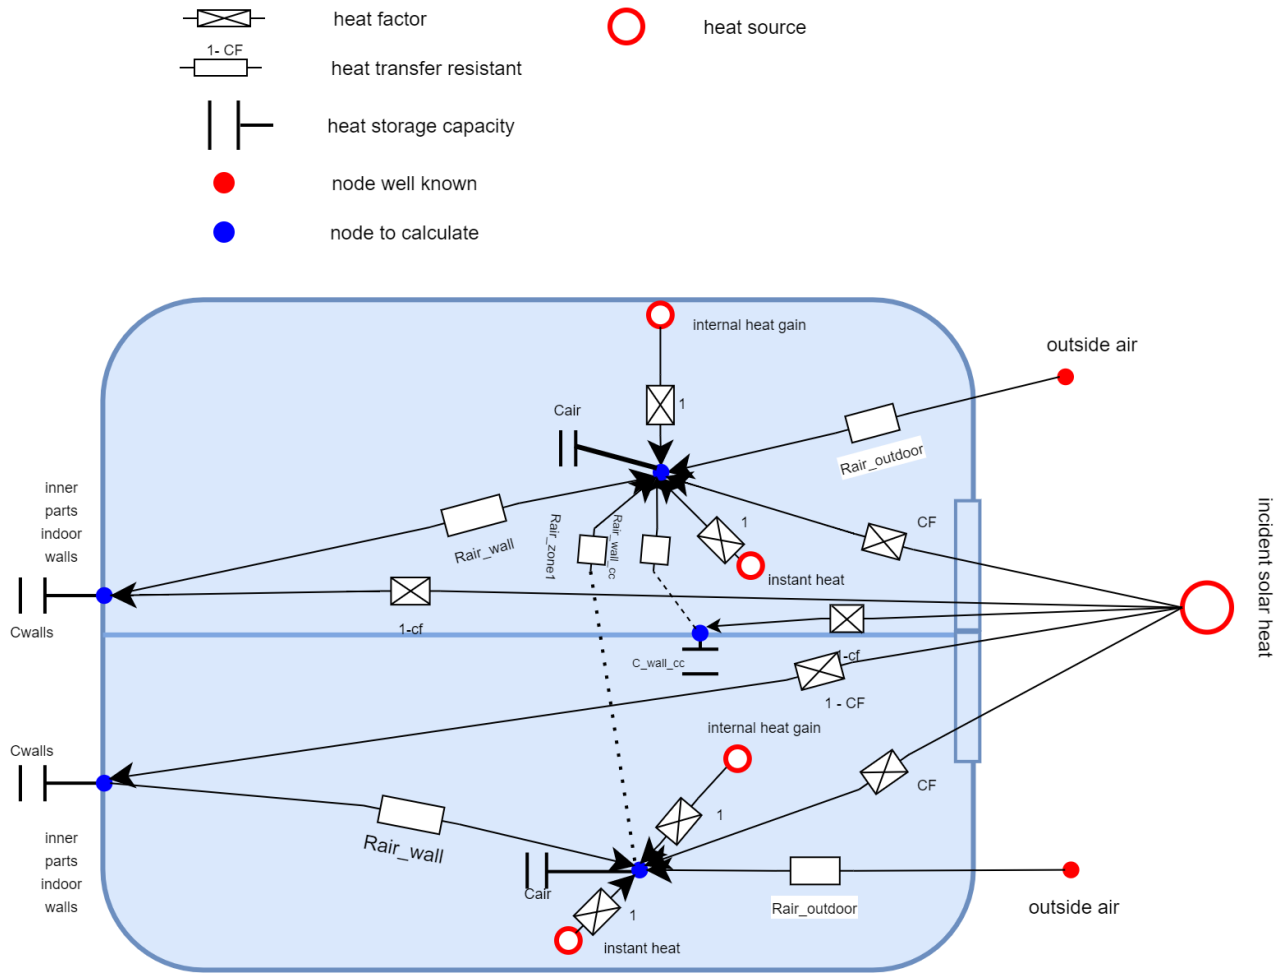 heat factor
heat source
1- CF
heat transfer resistant
heat storage capacity
node well known
node to calculate
internal heat gain
outside air
1
Cair
Rair_outdoor
inner
parts
indoor
walls
Rair_wall
Rair_zone1
Rair_wall_cc
1
CF
instant heat
incident solar heat
Cwalls
1-cf
C_wall_cc
1-cf
1 - CF
internal heat gain
Cwalls
CF
1
inner
parts
indoor
walls
Rair_wall
Cair
1
Rair_outdoor
outside air
instant heat